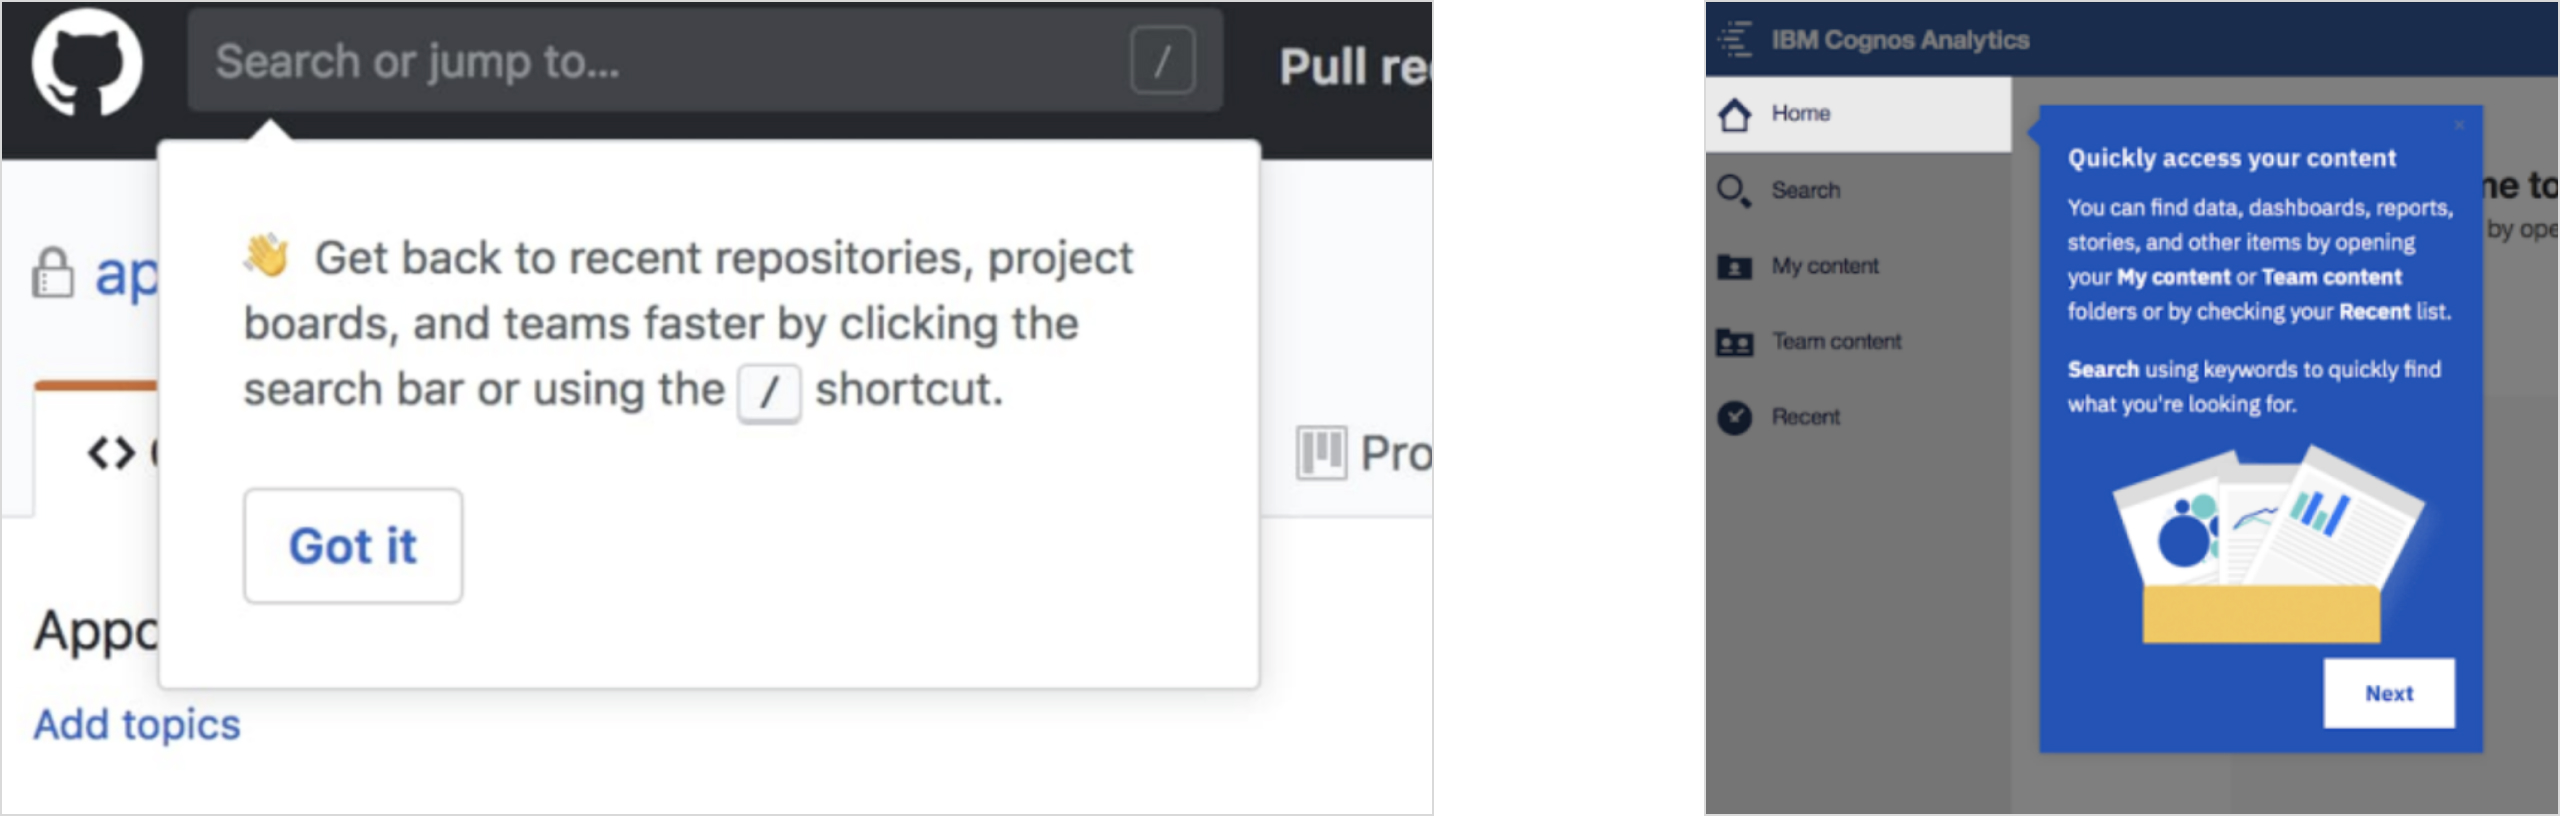 Search or jump to...
/
Pull re
👋 Get back to recent repositories, project
boards, and teams faster by clicking the
search bar or using the / shortcut.
Got it
ap
Pro
Appo
Add topics
IBM Cognos Analytics
Home
Search
My content
Team content
Recent
Quickly access your content
You can find data, dashboards, reports,
stories, and other items by opening
your My content or Team content
folders or by checking your Recent list.
Search using keywords to quickly find
what you're looking for.
Next
me to
by ope